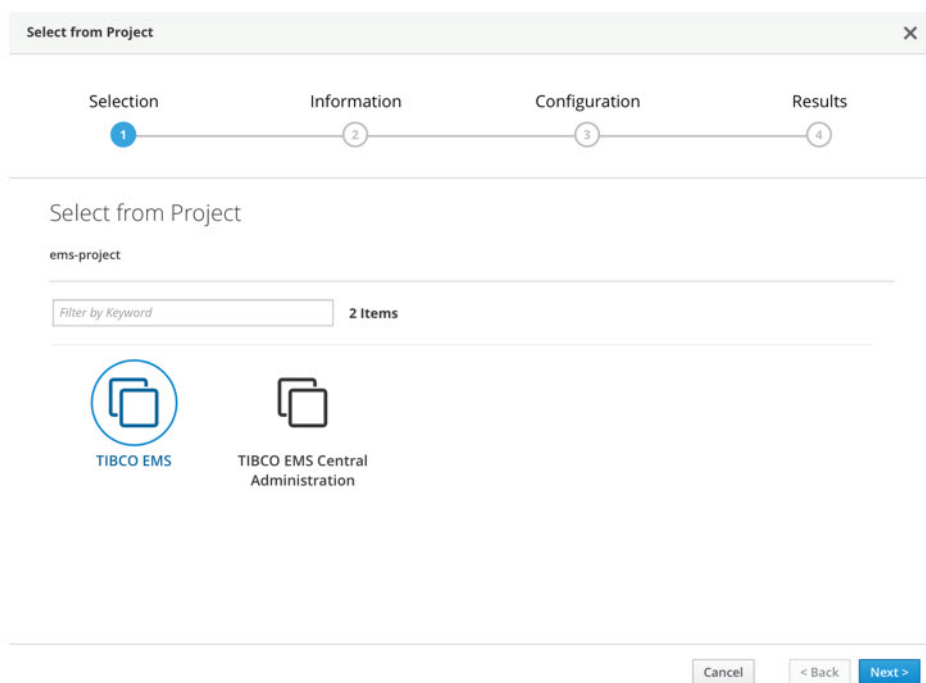 Select from Project
Selection Information Configuration Results
1 2 3 4
Select from Project
ems-project
Filter by Keyword 2 Items
TIBCO EMS TIBCO EMS Central
Administration
Cancel < Back Next >